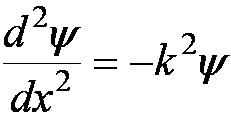 d²ψ/dx² = −k²ψ